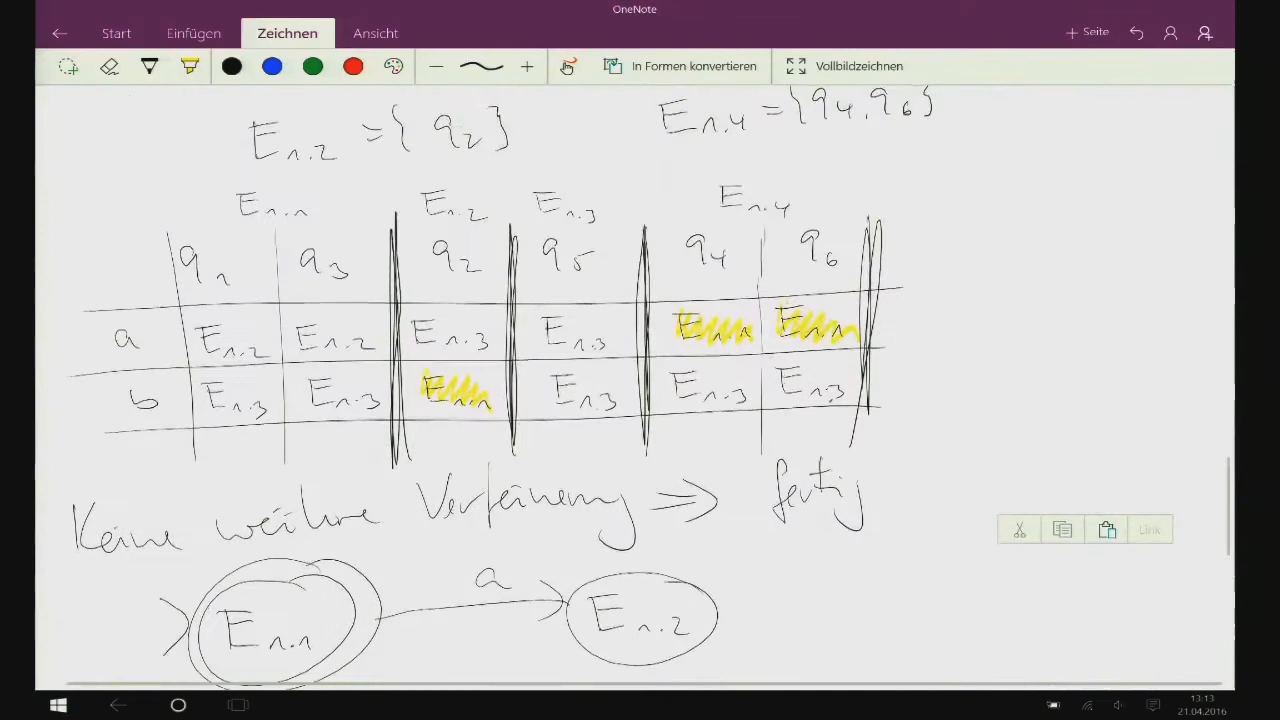 OneNote
Start Einfügen Zeichnen Ansicht Seite
In Formen konvertieren Vollbildzeichnen
E1.2 = { q2 } E1.4 = {q4, q6}
E1.1 E1.2 E1.3 E1.4
q1 q3 q2 q5 q4 q6
a E1.2 E1.2 E1.3 E1.3 E1.1 E1.1
b E1.3 E1.3 E1.1 E1.3 E1.3 E1.3
Keine weitere Verfeinerung ⇒ fertig
Link
a
E1.1 E1.2
13:13
21.04.2016